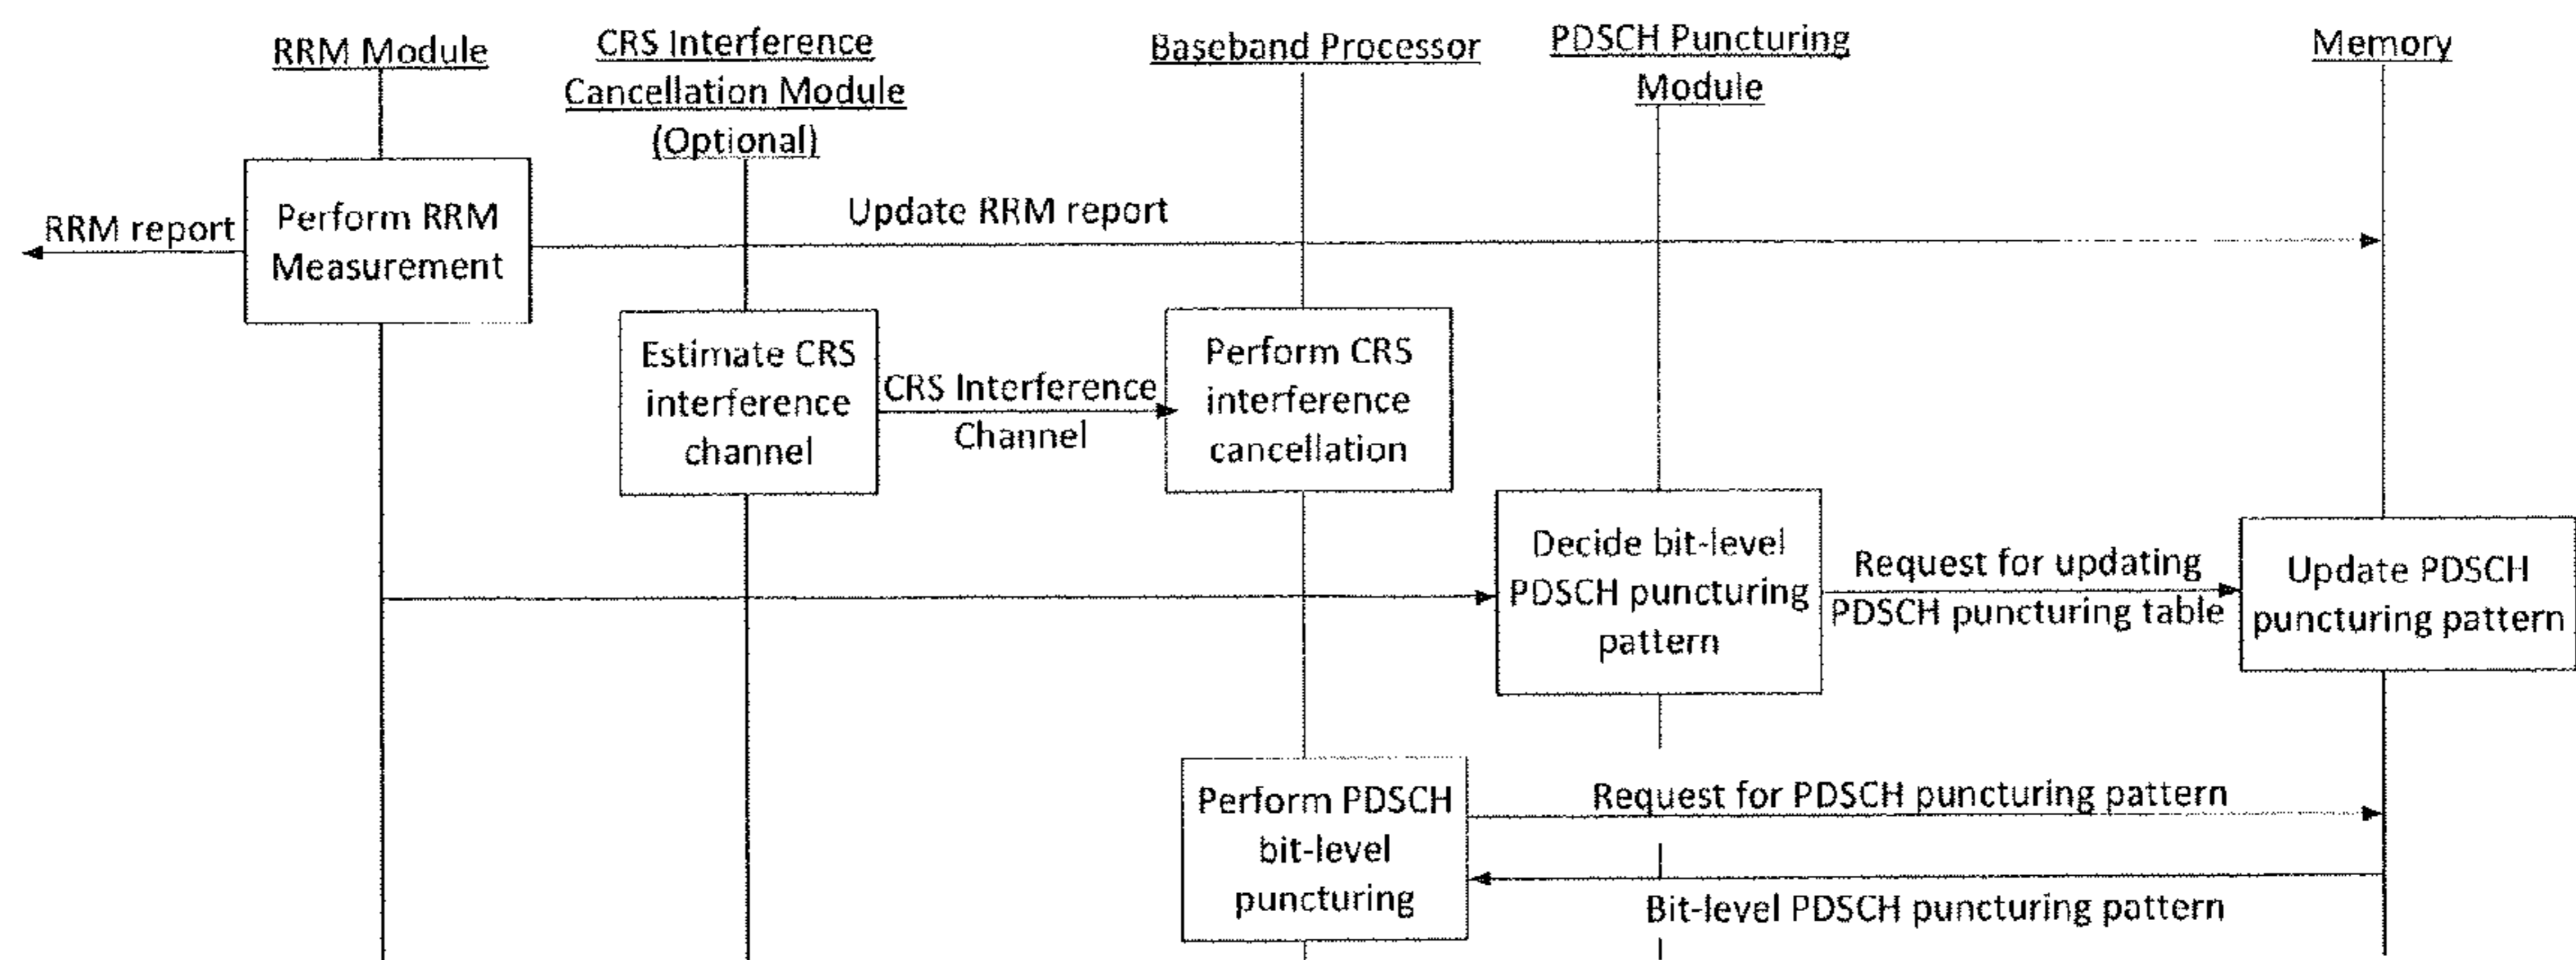 RRM Module
CRS Interference
Cancellation Module
(Optional)
Baseband Processor
PDSCH Puncturing
Module
Memory
RRM report
Perform RRM
Measurement
Update RRM report
Estimate CRS
interference
channel
CRS Interference
Channel
Perform CRS
interference
cancellation
Decide bit-level
PDSCH puncturing
pattern
Request for updating
PDSCH puncturing table
Update PDSCH
puncturing pattern
Perform PDSCH
bit-level
puncturing
Request for PDSCH puncturing pattern
Bit-level PDSCH puncturing pattern